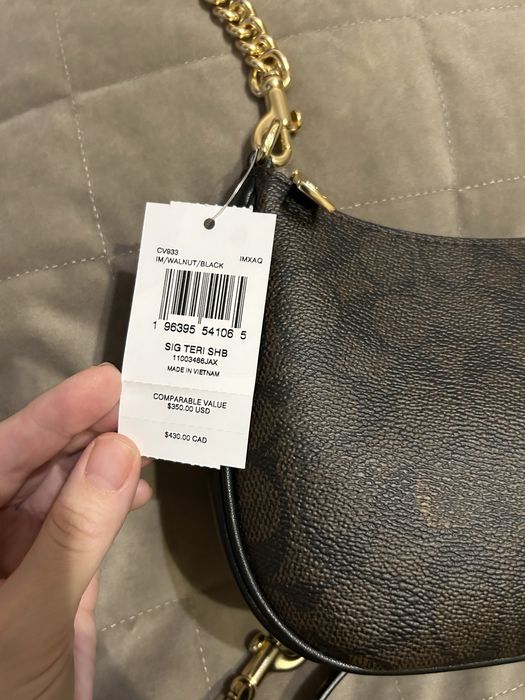 CV933
IM/WALNUT/BLACK IMXAQ
1 96395 54106 5
SIG TERI SHB
11003466JAX
MADE IN VIETNAM
COMPARABLE VALUE
$350.00 USD
$430.00 CAD